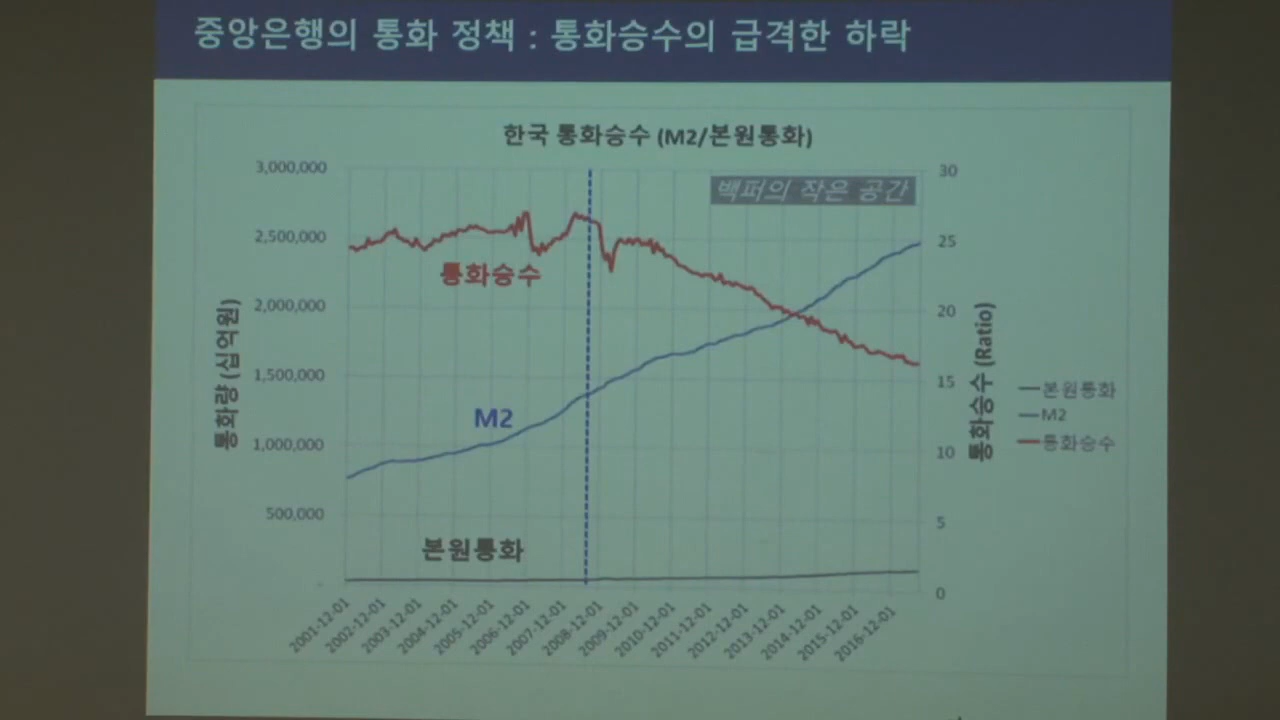 중앙은행의 통화 정책 : 통화승수의 급격한 하락
한국 통화승수 (M2/본원통화)
백퍼의 작은 공간
3,000,000
2,500,000
2,000,000
1,500,000
1,000,000
500,000
-
통화량 (십억원)
30
25
20
15
10
5
0
통화승수 (Ratio)
통화승수
M2
본원통화
본원통화
M2
통화승수
2001-12-01
2002-12-01
2003-12-01
2004-12-01
2005-12-01
2006-12-01
2007-12-01
2008-12-01
2009-12-01
2010-12-01
2011-12-01
2012-12-01
2013-12-01
2014-12-01
2015-12-01
2016-12-01